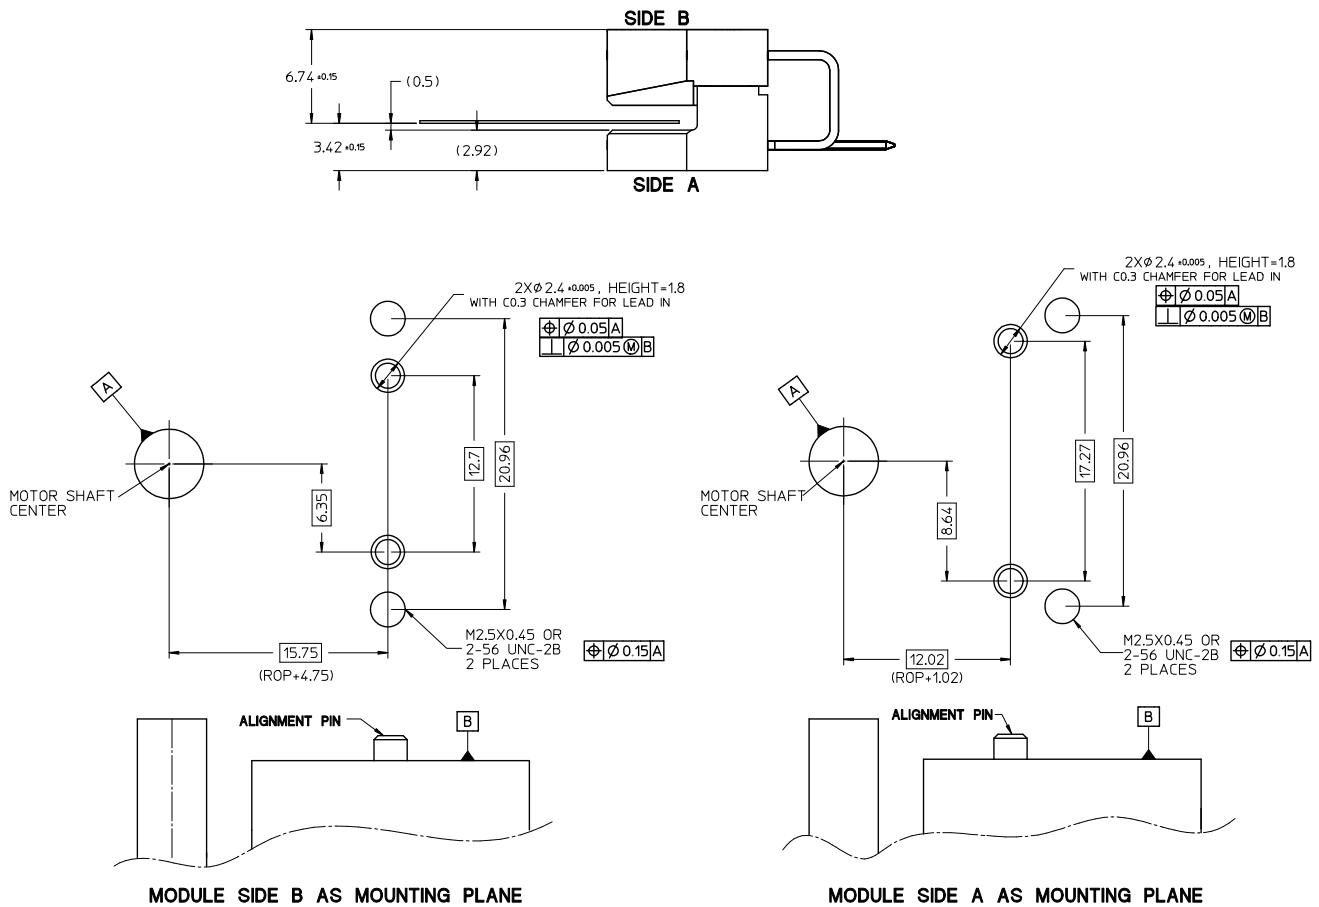 SIDE B
6.74 ±0.15
(0.5)
3.42 ±0.15
(2.92)
SIDE A
2XØ2.4 ±0.005, HEIGHT=1.8
WITH C0.3 CHAMFER FOR LEAD IN
⌖ Ø 0.05 A
⊥ Ø 0.005 Ⓜ B
A
MOTOR SHAFT
CENTER
6.35
12.7
20.96
15.75
(ROP+4.75)
M2.5X0.45 OR
2-56 UNC-2B
2 PLACES
⌖ Ø 0.15 A
ALIGNMENT PIN
B
MODULE SIDE B AS MOUNTING PLANE
2XØ2.4 ±0.005, HEIGHT=1.8
WITH C0.3 CHAMFER FOR LEAD IN
⌖ Ø 0.05 A
⊥ Ø 0.005 Ⓜ B
A
MOTOR SHAFT
CENTER
8.64
17.27
20.96
12.02
(ROP+1.02)
M2.5X0.45 OR
2-56 UNC-2B
2 PLACES
⌖ Ø 0.15 A
ALIGNMENT PIN
B
MODULE SIDE A AS MOUNTING PLANE